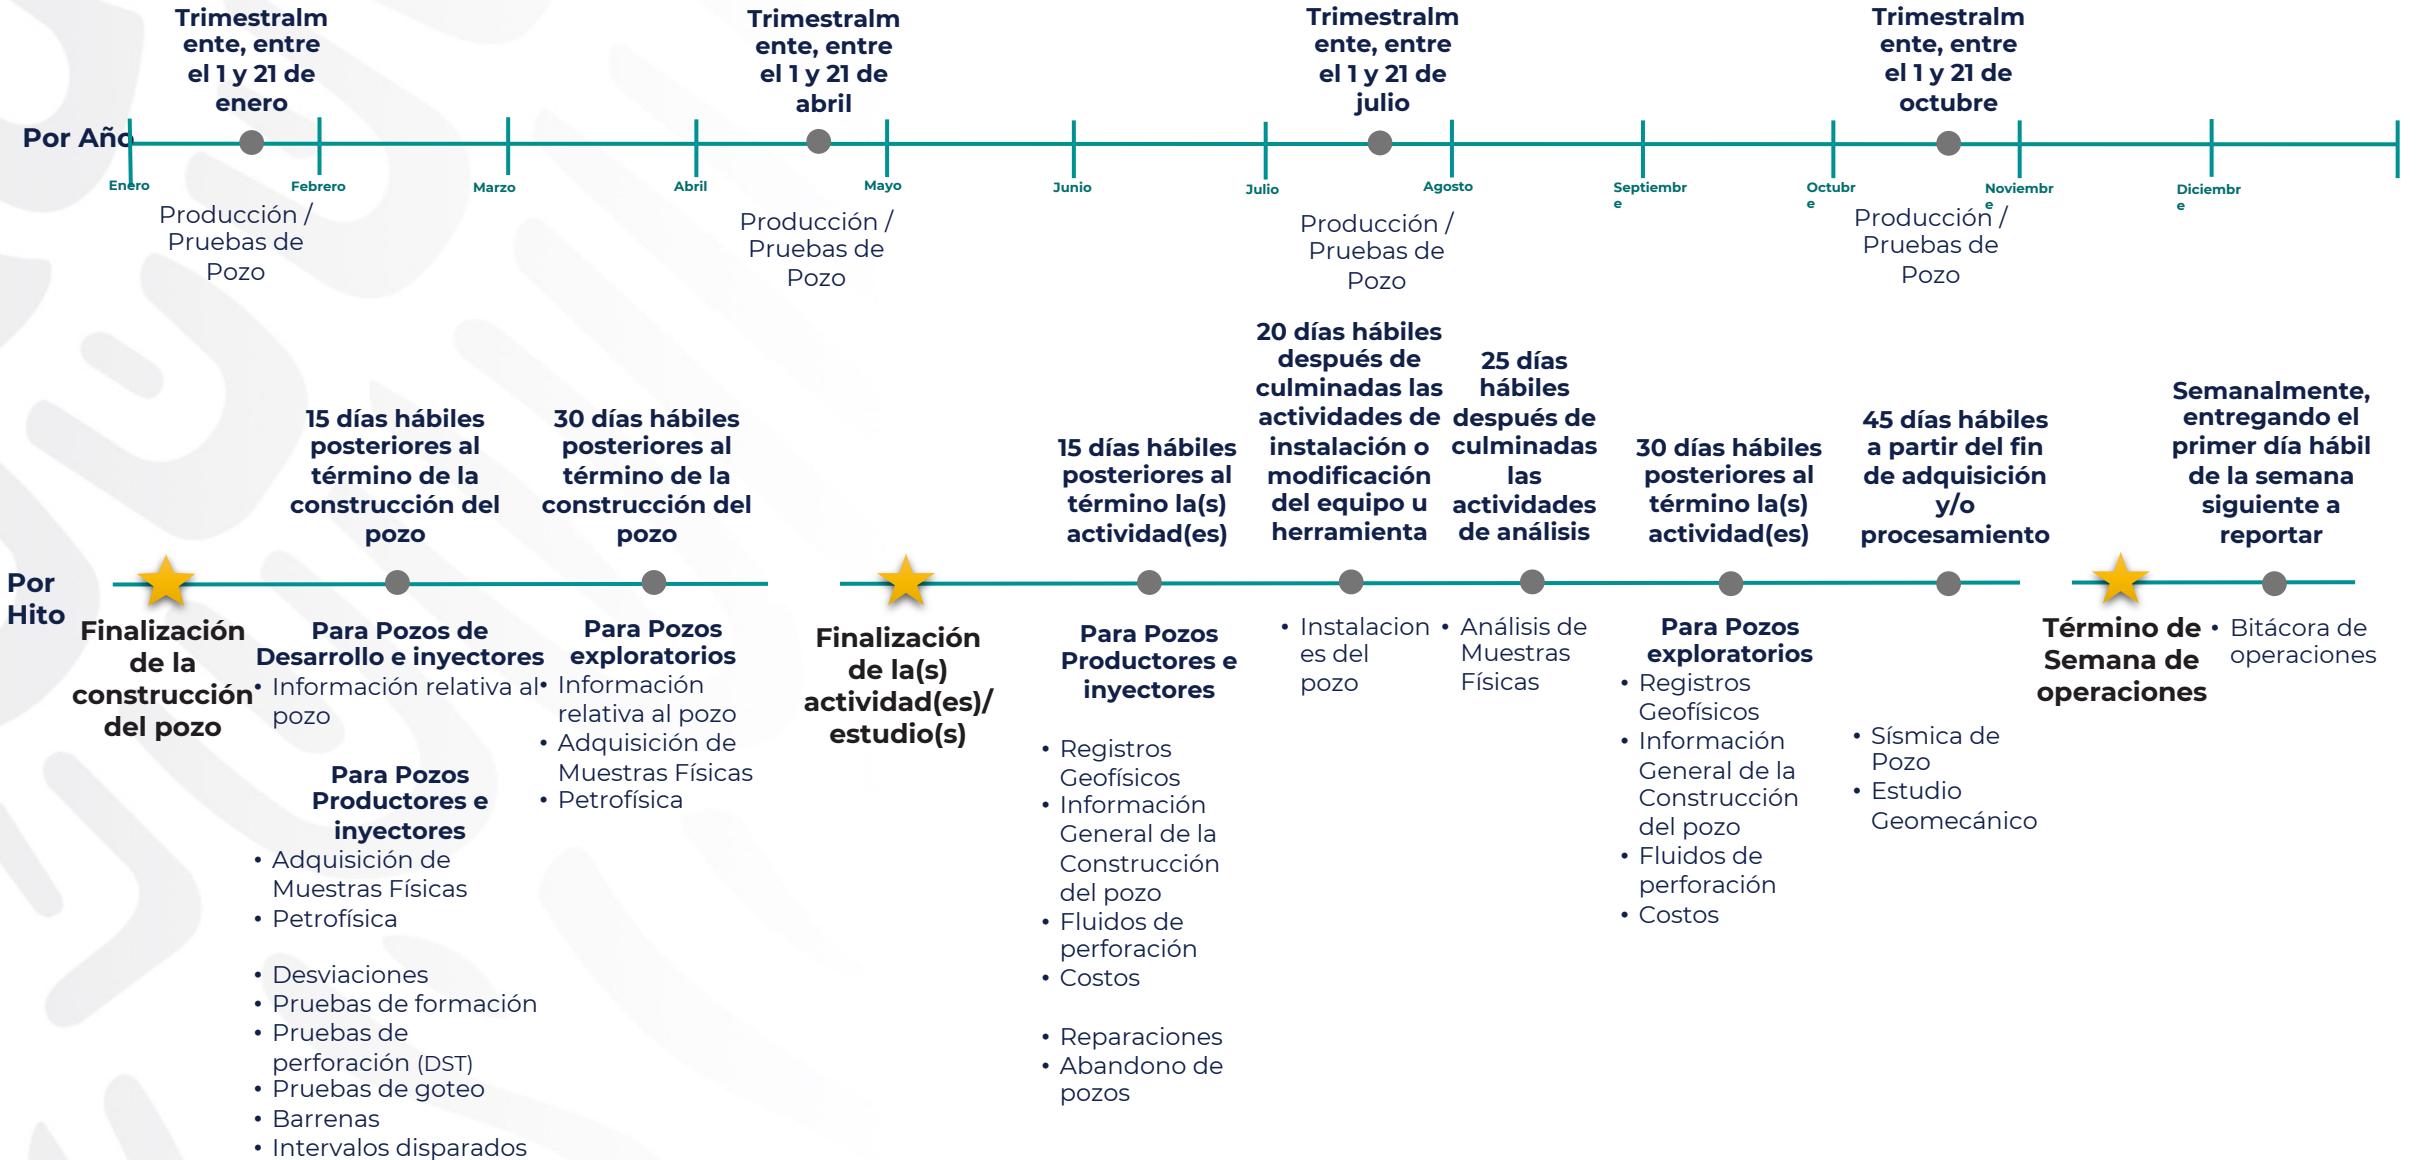 Trimestralm
ente, entre
el 1 y 21 de
enero
Trimestralm
ente, entre
el 1 y 21 de
abril
Trimestralm
ente, entre
el 1 y 21 de
julio
Trimestralm
ente, entre
el 1 y 21 de
octubre
Por Año
Enero
Febrero
Marzo
Abril
Mayo
Junio
Julio
Agosto
Septiembr
e
Octubr
e
Noviembr
e
Diciembr
e
Producción /
Pruebas de
Pozo
Producción /
Pruebas de
Pozo
Producción /
Pruebas de
Pozo
Producción /
Pruebas de
Pozo
Por
Hito
Finalización
de la
construcción
del pozo
15 días hábiles
posteriores al
término de la
construcción del
pozo
Para Pozos de
Desarrollo e inyectores
• Información relativa al
pozo
Para Pozos
Productores e
inyectores
• Adquisición de
Muestras Físicas
• Petrofísica
• Desviaciones
• Pruebas de formación
• Pruebas de
perforación (DST)
• Pruebas de goteo
• Barrenas
• Intervalos disparados
30 días hábiles
posteriores al
término de la
construcción del
pozo
Para Pozos
exploratorios
• Información
relativa al pozo
• Adquisición de
Muestras Físicas
• Petrofísica
Finalización
de la(s)
actividad(es)/
estudio(s)
15 días hábiles
posteriores al
término la(s)
actividad(es)
Para Pozos
Productores e
inyectores
• Registros
Geofísicos
• Información
General de la
Construcción
del pozo
• Fluidos de
perforación
• Costos
• Reparaciones
• Abandono de
pozos
20 días hábiles
después de
culminadas las
actividades de
instalación o
modificación
del equipo u
herramienta
• Instalacion
es del
pozo
25 días
hábiles
después de
culminadas
las
actividades
de análisis
• Análisis de
Muestras
Físicas
30 días hábiles
posteriores al
término la(s)
actividad(es)
Para Pozos
exploratorios
• Registros
Geofísicos
• Información
General de la
Construcción
del pozo
• Fluidos de
perforación
• Costos
45 días hábiles
a partir del fin
de adquisición
y/o
procesamiento
• Sísmica de
Pozo
• Estudio
Geomecánico
Término de
Semana de
operaciones
Semanalmente,
entregando el
primer día hábil
de la semana
siguiente a
reportar
• Bitácora de
operaciones